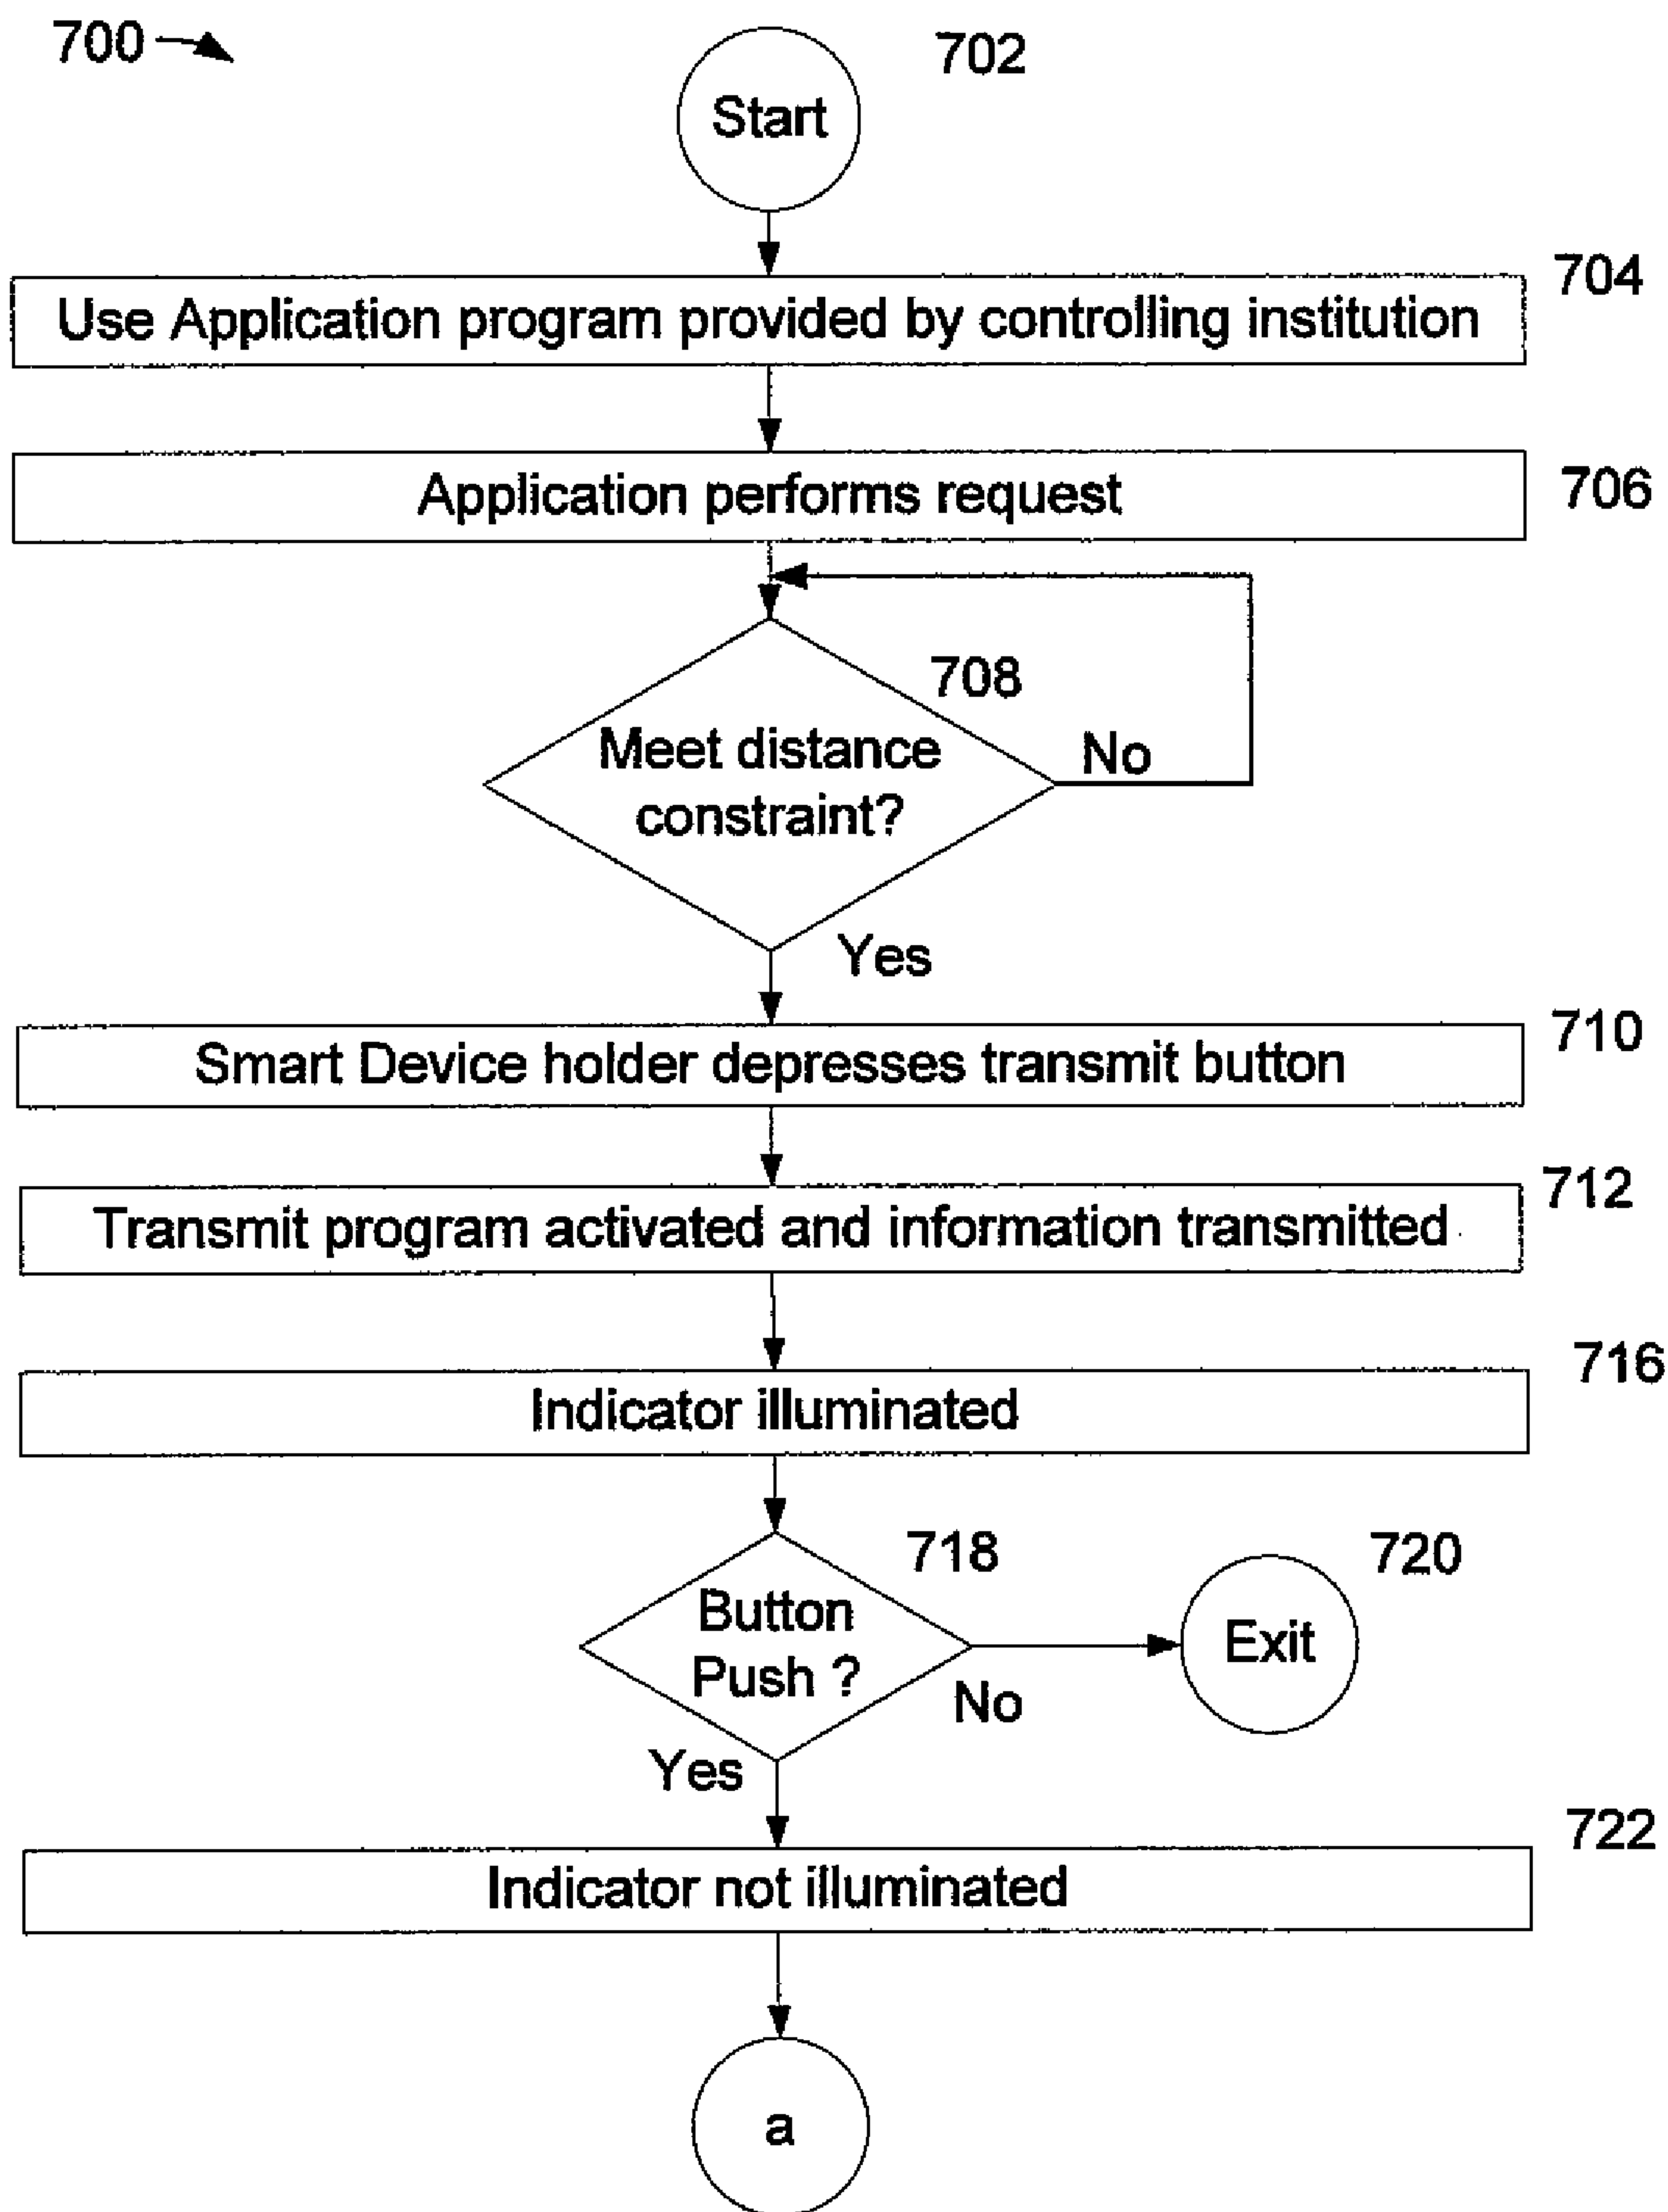 700
702
Start
704
Use Application program provided by controlling institution
Application performs request
706
708
Meet distance
constraint?
No
Yes
710
Smart Device holder depresses transmit button
712
Transmit program activated and information transmitted
716
Indicator illuminated
718
720
Button
Push ?
Exit
No
Yes
722
Indicator not illuminated
a